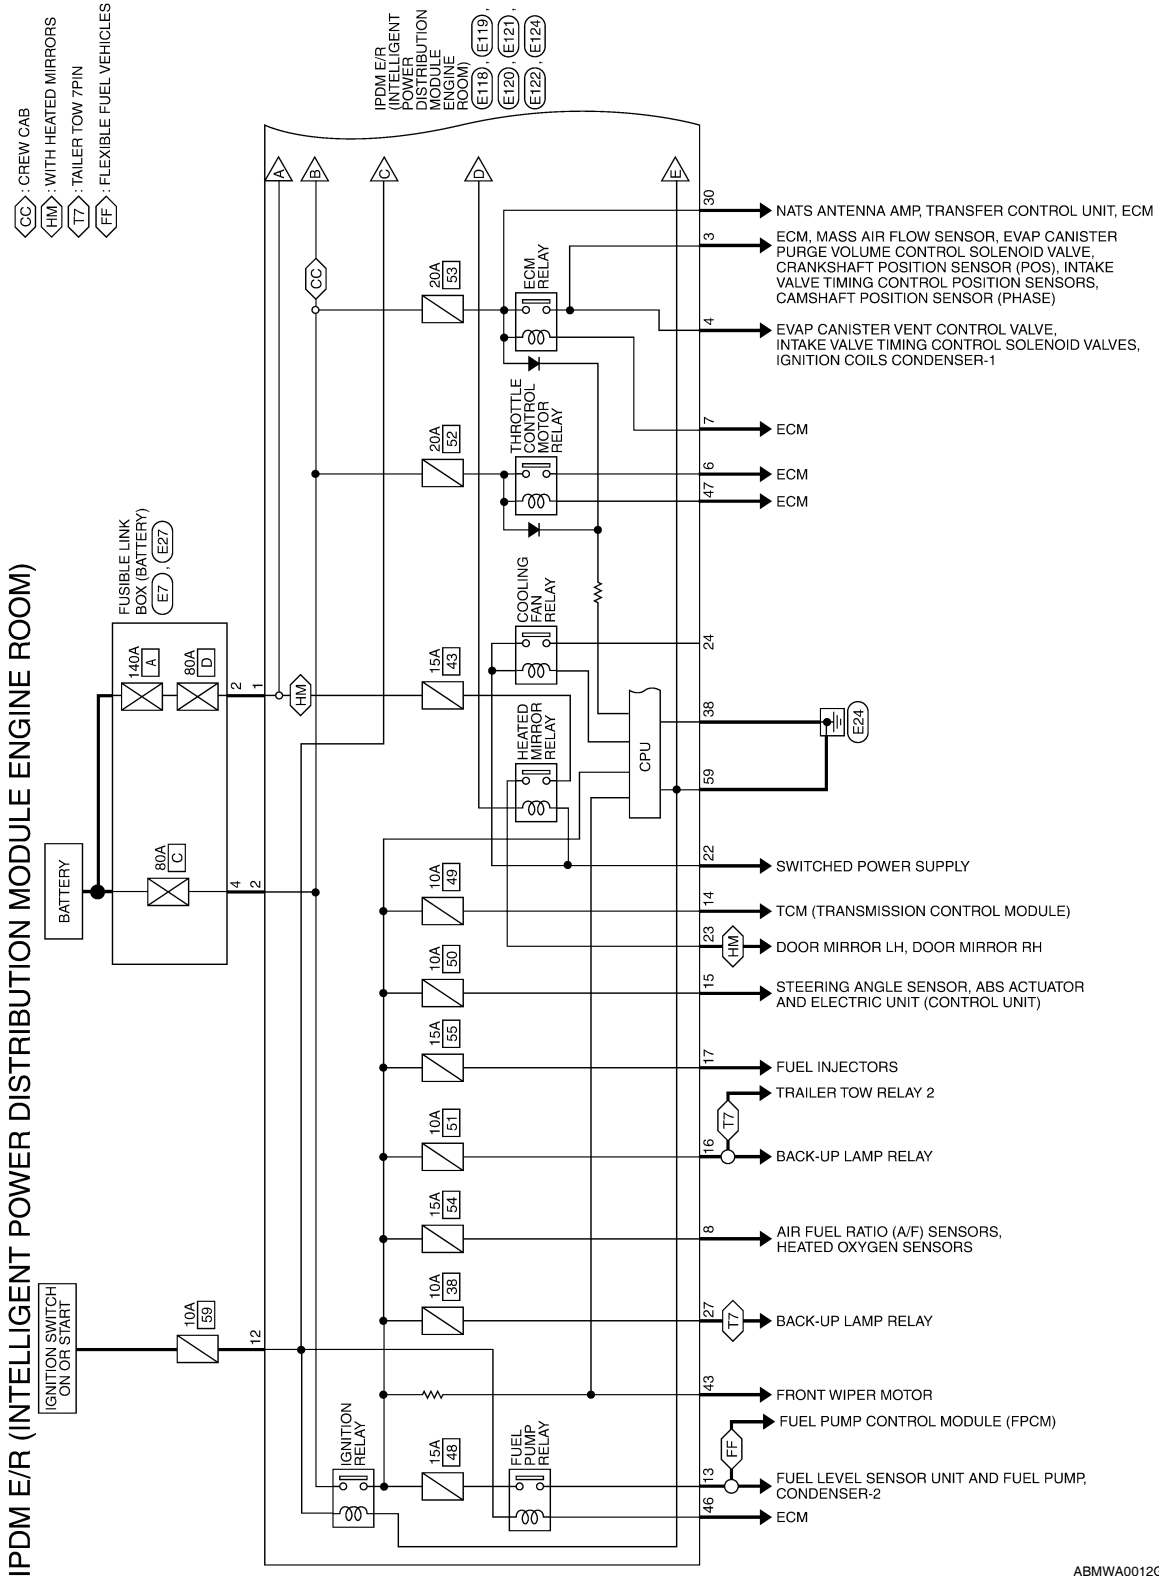 IPDM E/R (INTELLIGENT POWER DISTRIBUTION MODULE ENGINE ROOM)
CC : CREW CAB
HM : WITH HEATED MIRRORS
T7 : TAILER TOW 7PIN
FF : FLEXIBLE FUEL VEHICLES
IPDM E/R
(INTELLIGENT
POWER
DISTRIBUTION
MODULE
ENGINE
ROOM)
E118 , E119 ,
E120 , E121 ,
E122 , E124
A
B
C
D
E
CC
BATTERY
FUSIBLE LINK
BOX (BATTERY)
E7 , E27
140A
A
80A
D
80A
C
2
1
4
2
HM
IGNITION SWITCH
ON OR START
10A
59
12
20A
53
ECM
RELAY
20A
52
THROTTLE
CONTROL
MOTOR
RELAY
15A
43
COOLING
FAN
RELAY
HEATED
MIRROR
RELAY
CPU
10A
49
10A
50
15A
55
10A
51
15A
54
10A
38
IGNITION
RELAY
15A
48
FUEL
PUMP
RELAY
30
NATS ANTENNA AMP, TRANSFER CONTROL UNIT, ECM
3
ECM, MASS AIR FLOW SENSOR, EVAP CANISTER
PURGE VOLUME CONTROL SOLENOID VALVE,
CRANKSHAFT POSITION SENSOR (POS), INTAKE
VALVE TIMING CONTROL POSITION SENSORS,
CAMSHAFT POSITION SENSOR (PHASE)
4
EVAP CANISTER VENT CONTROL VALVE,
INTAKE VALVE TIMING CONTROL SOLENOID VALVES,
IGNITION COILS CONDENSER-1
7
ECM
6
ECM
47
ECM
24
38
E24
59
22
SWITCHED POWER SUPPLY
14
TCM (TRANSMISSION CONTROL MODULE)
23
HM
DOOR MIRROR LH, DOOR MIRROR RH
15
STEERING ANGLE SENSOR, ABS ACTUATOR
AND ELECTRIC UNIT (CONTROL UNIT)
17
FUEL INJECTORS
TRAILER TOW RELAY 2
T7
16
BACK-UP LAMP RELAY
8
AIR FUEL RATIO (A/F) SENSORS,
HEATED OXYGEN SENSORS
27
T7
BACK-UP LAMP RELAY
43
FRONT WIPER MOTOR
FUEL PUMP CONTROL MODULE (FPCM)
FF
13
FUEL LEVEL SENSOR UNIT AND FUEL PUMP,
CONDENSER-2
46
ECM
ABMWA0012G